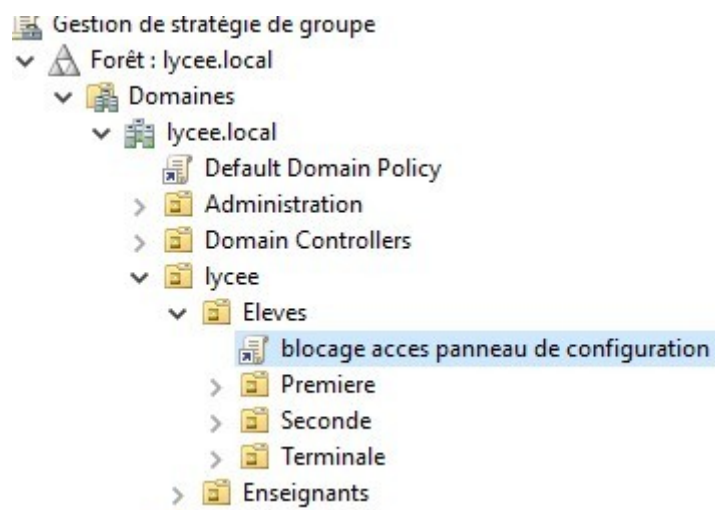 Gestion de stratégie de groupe
Forêt : lycee.local
Domaines
lycee.local
Default Domain Policy
Administration
Domain Controllers
lycee
Eleves
blocage acces panneau de configuration
Premiere
Seconde
Terminale
Enseignants